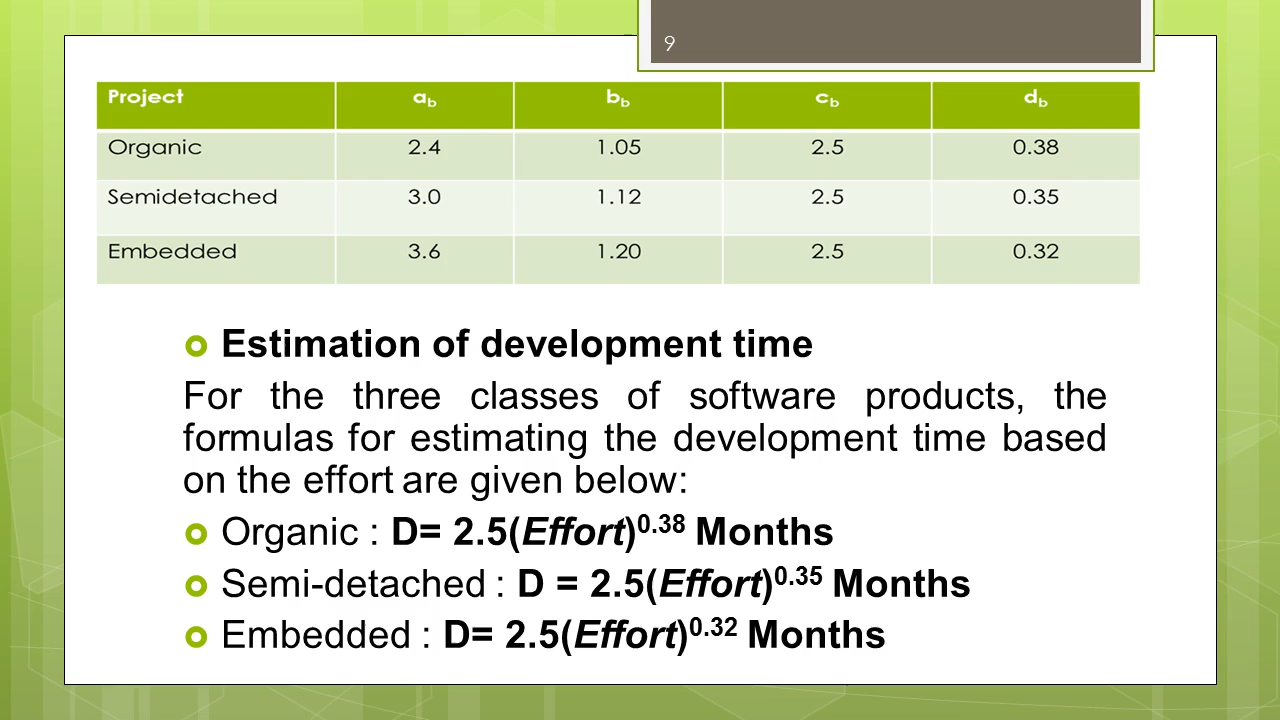 9
Project a_b b_b c_b d_b
Organic 2.4 1.05 2.5 0.38
Semidetached 3.0 1.12 2.5 0.35
Embedded 3.6 1.20 2.5 0.32
Estimation of development time
For the three classes of software products, the
formulas for estimating the development time based
on the effort are given below:
Organic : D= 2.5(Effort)^0.38 Months
Semi-detached : D = 2.5(Effort)^0.35 Months
Embedded : D= 2.5(Effort)^0.32 Months